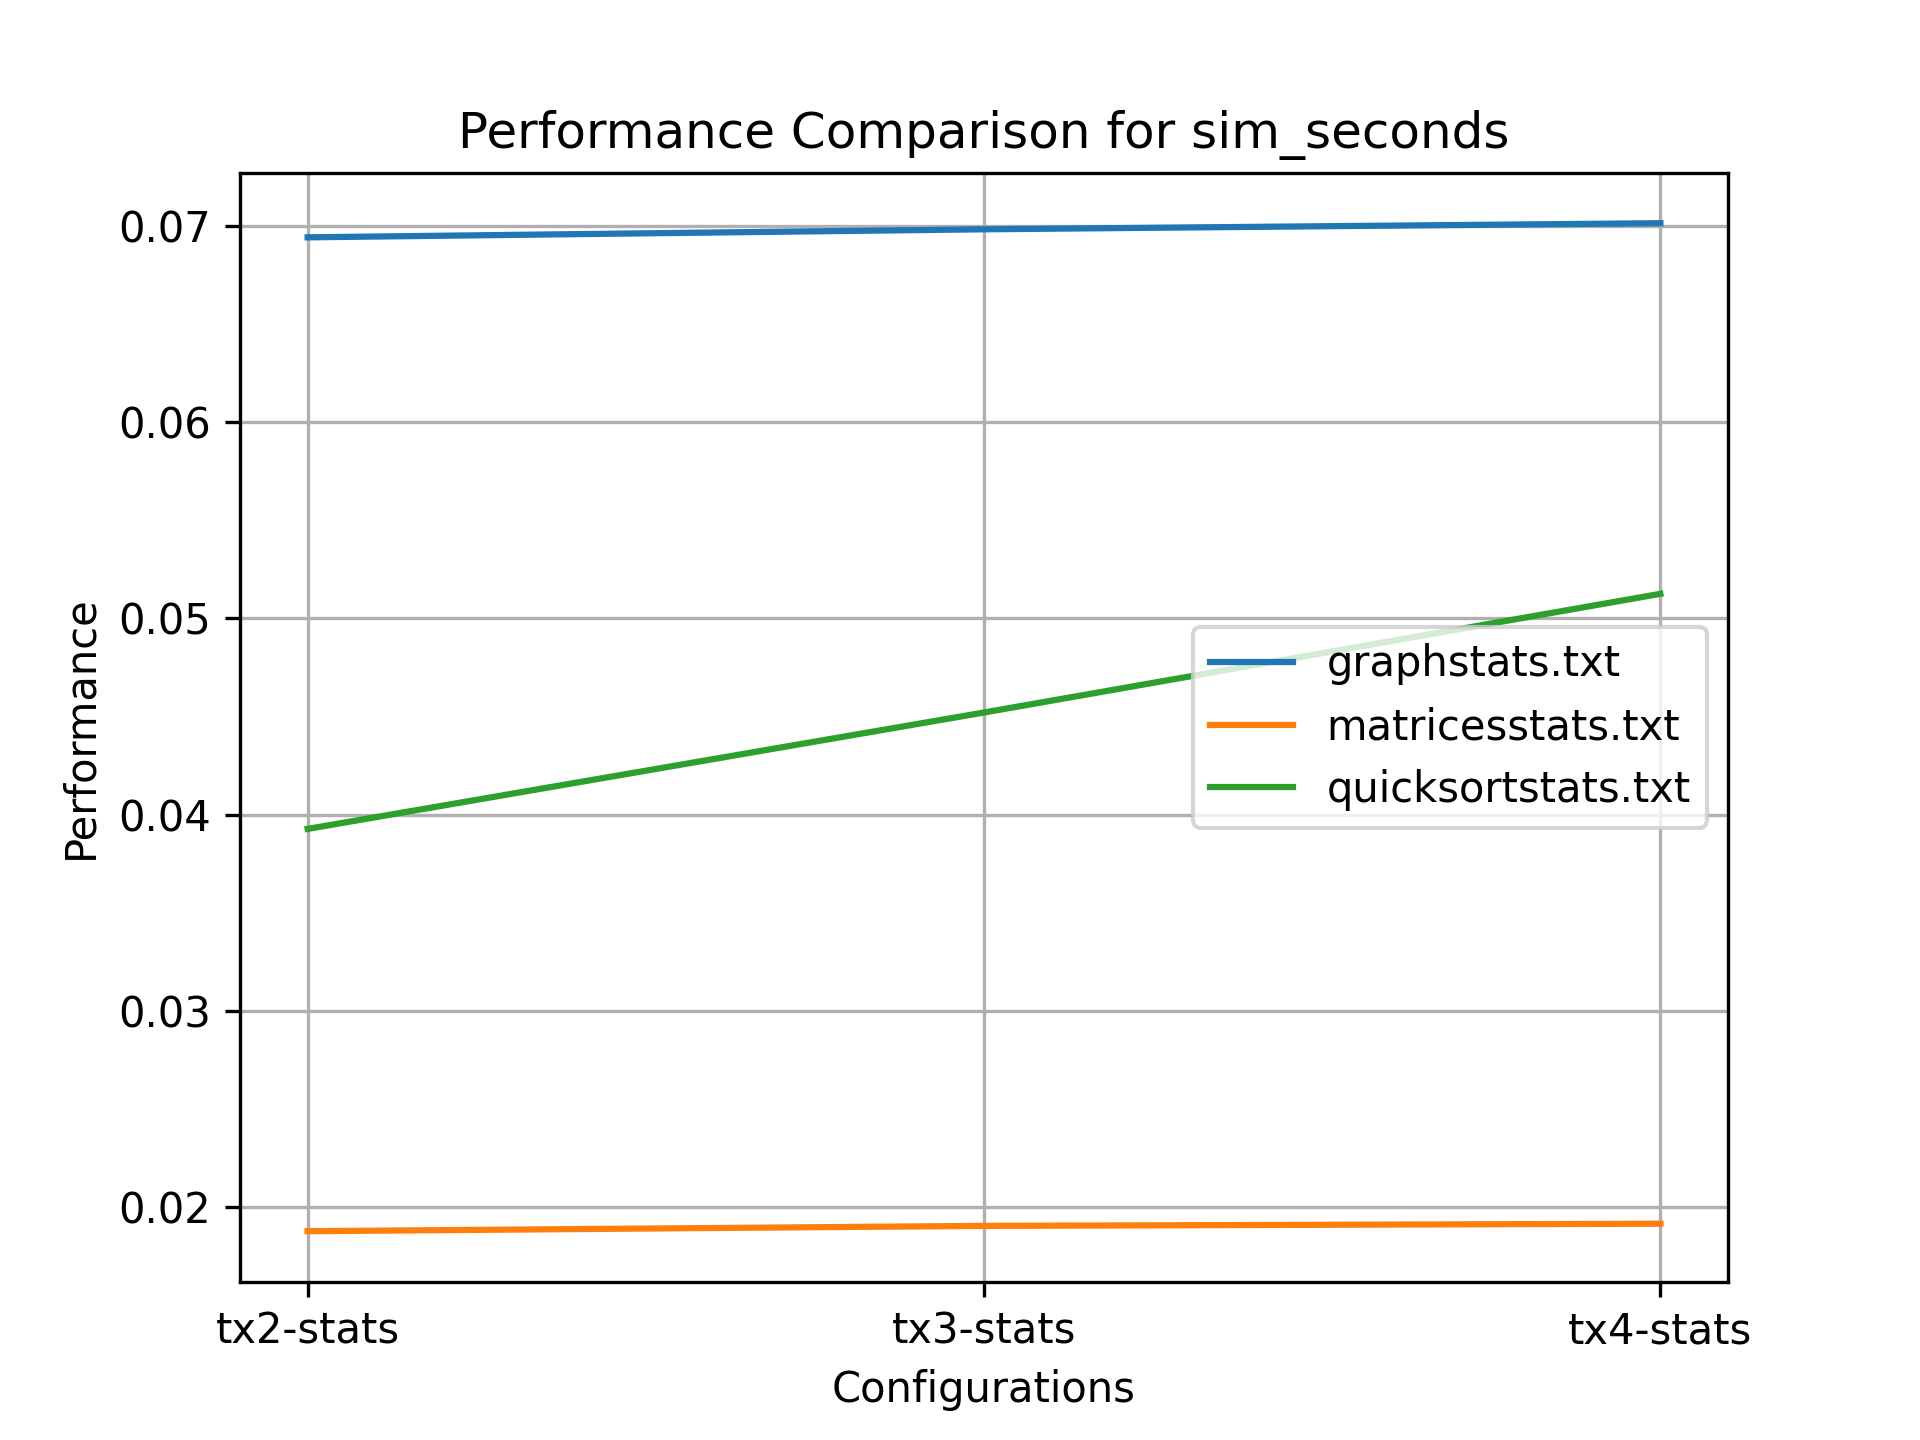 Performance Comparison for sim_seconds
Performance
0.07
0.06
0.05
0.04
0.03
0.02
graphstats.txt
matricesstats.txt
quicksortstats.txt
tx2-stats
tx3-stats
tx4-stats
Configurations